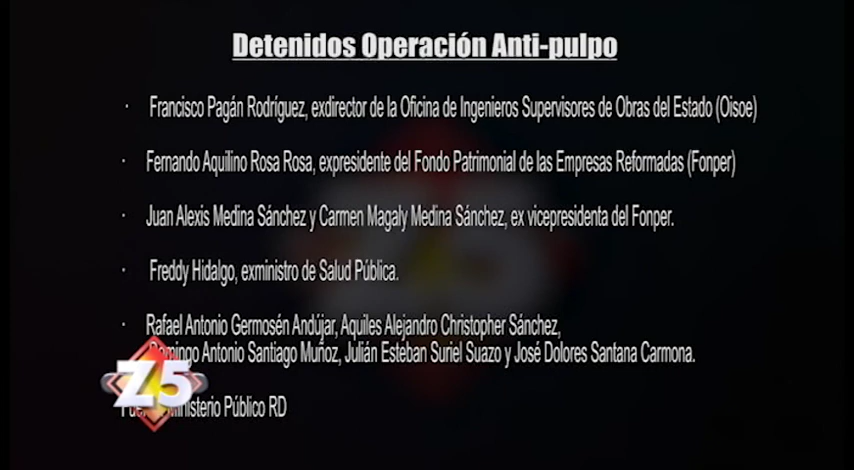 Detenidos Operación Anti-pulpo
· Francisco Pagán Rodríguez, exdirector de la Oficina de Ingenieros Supervisores de Obras del Estado (Oisoe)
· Fernando Aquilino Rosa Rosa, expresidente del Fondo Patrimonial de las Empresas Reformadas (Fonper)
· Juan Alexis Medina Sánchez y Carmen Magaly Medina Sánchez, ex vicepresidenta del Fonper.
· Freddy Hidalgo, exministro de Salud Pública.
· Rafael Antonio Germosén Andújar, Aquiles Alejandro Christopher Sánchez,
Domingo Antonio Santiago Muñoz, Julián Esteban Suriel Suazo y José Dolores Santana Carmona.
Ministerio Público RD
Z5